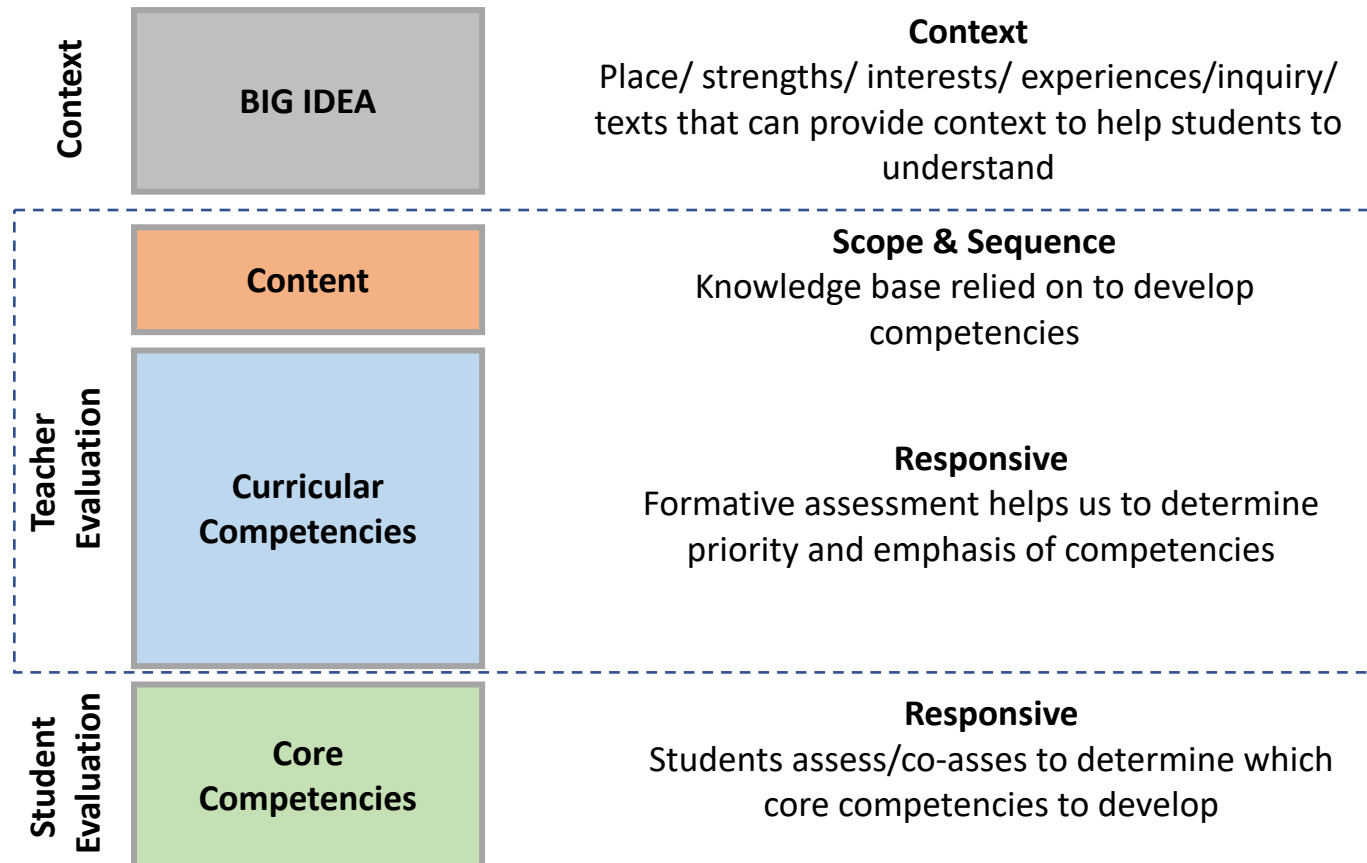 Context
BIG IDEA
Context
Place/ strengths/ interests/ experiences/inquiry/
texts that can provide context to help students to
understand
Teacher
Evaluation
Content
Scope & Sequence
Knowledge base relied on to develop
competencies
Curricular
Competencies
Responsive
Formative assessment helps us to determine
priority and emphasis of competencies
Student
Evaluation
Core
Competencies
Responsive
Students assess/co-asses to determine which
core competencies to develop